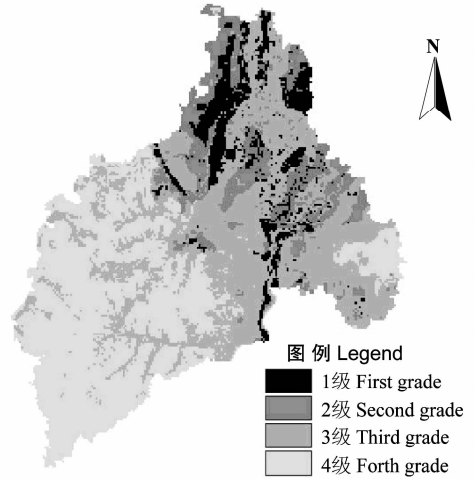 N
图 例 Legend
1级 First grade
2级 Second grade
3级 Third grade
4级 Forth grade